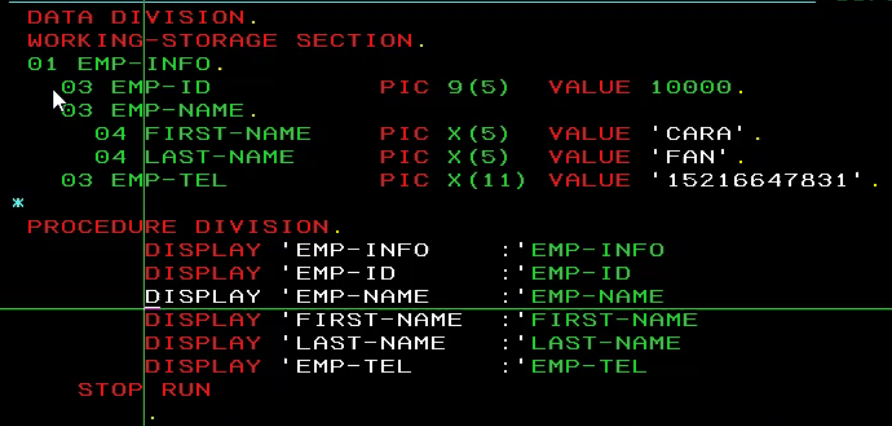 DATA DIVISION.
WORKING-STORAGE SECTION.
01 EMP-INFO.
03 EMP-ID PIC 9(5) VALUE 10000.
03 EMP-NAME.
04 FIRST-NAME PIC X(5) VALUE 'CARA'.
04 LAST-NAME PIC X(5) VALUE 'FAN'.
03 EMP-TEL PIC X(11) VALUE '15216647831'.
*
PROCEDURE DIVISION.
DISPLAY 'EMP-INFO :'EMP-INFO
DISPLAY 'EMP-ID :'EMP-ID
DISPLAY 'EMP-NAME :'EMP-NAME
DISPLAY 'FIRST-NAME :'FIRST-NAME
DISPLAY 'LAST-NAME :'LAST-NAME
DISPLAY 'EMP-TEL :'EMP-TEL
STOP RUN
.